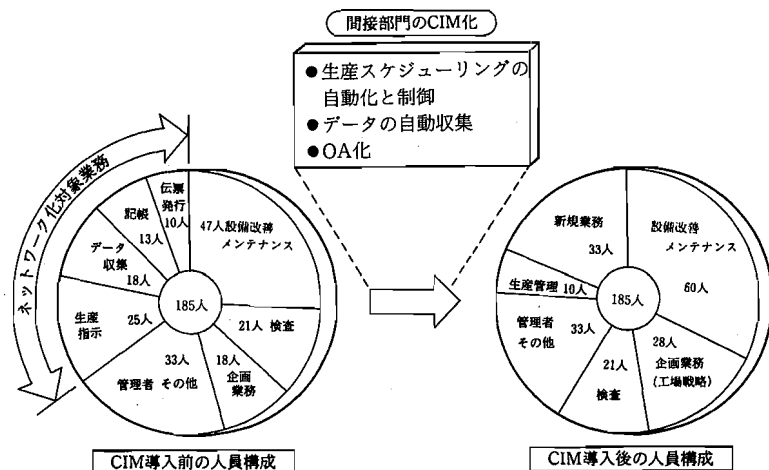 間接部門のCIM化
●生産スケジューリングの
自動化と制御
●データの自動収集
●OA化
ネットワーク化対象業務
伝票
発行
10人
記帳
13人
データ
収集
18人
生産
指示
25人
管理者 その他
33人
18人
企画
業務
21人 検査
47人設備改善
メンテナンス
185人
CIM導入前の人員構成
新規業務
33人
設備改善
メンテナンス
60人
生産管理 10人
185人
管理者
その他
33人
21人
検査
28人
企画業務
(工場戦略)
CIM導入後の人員構成